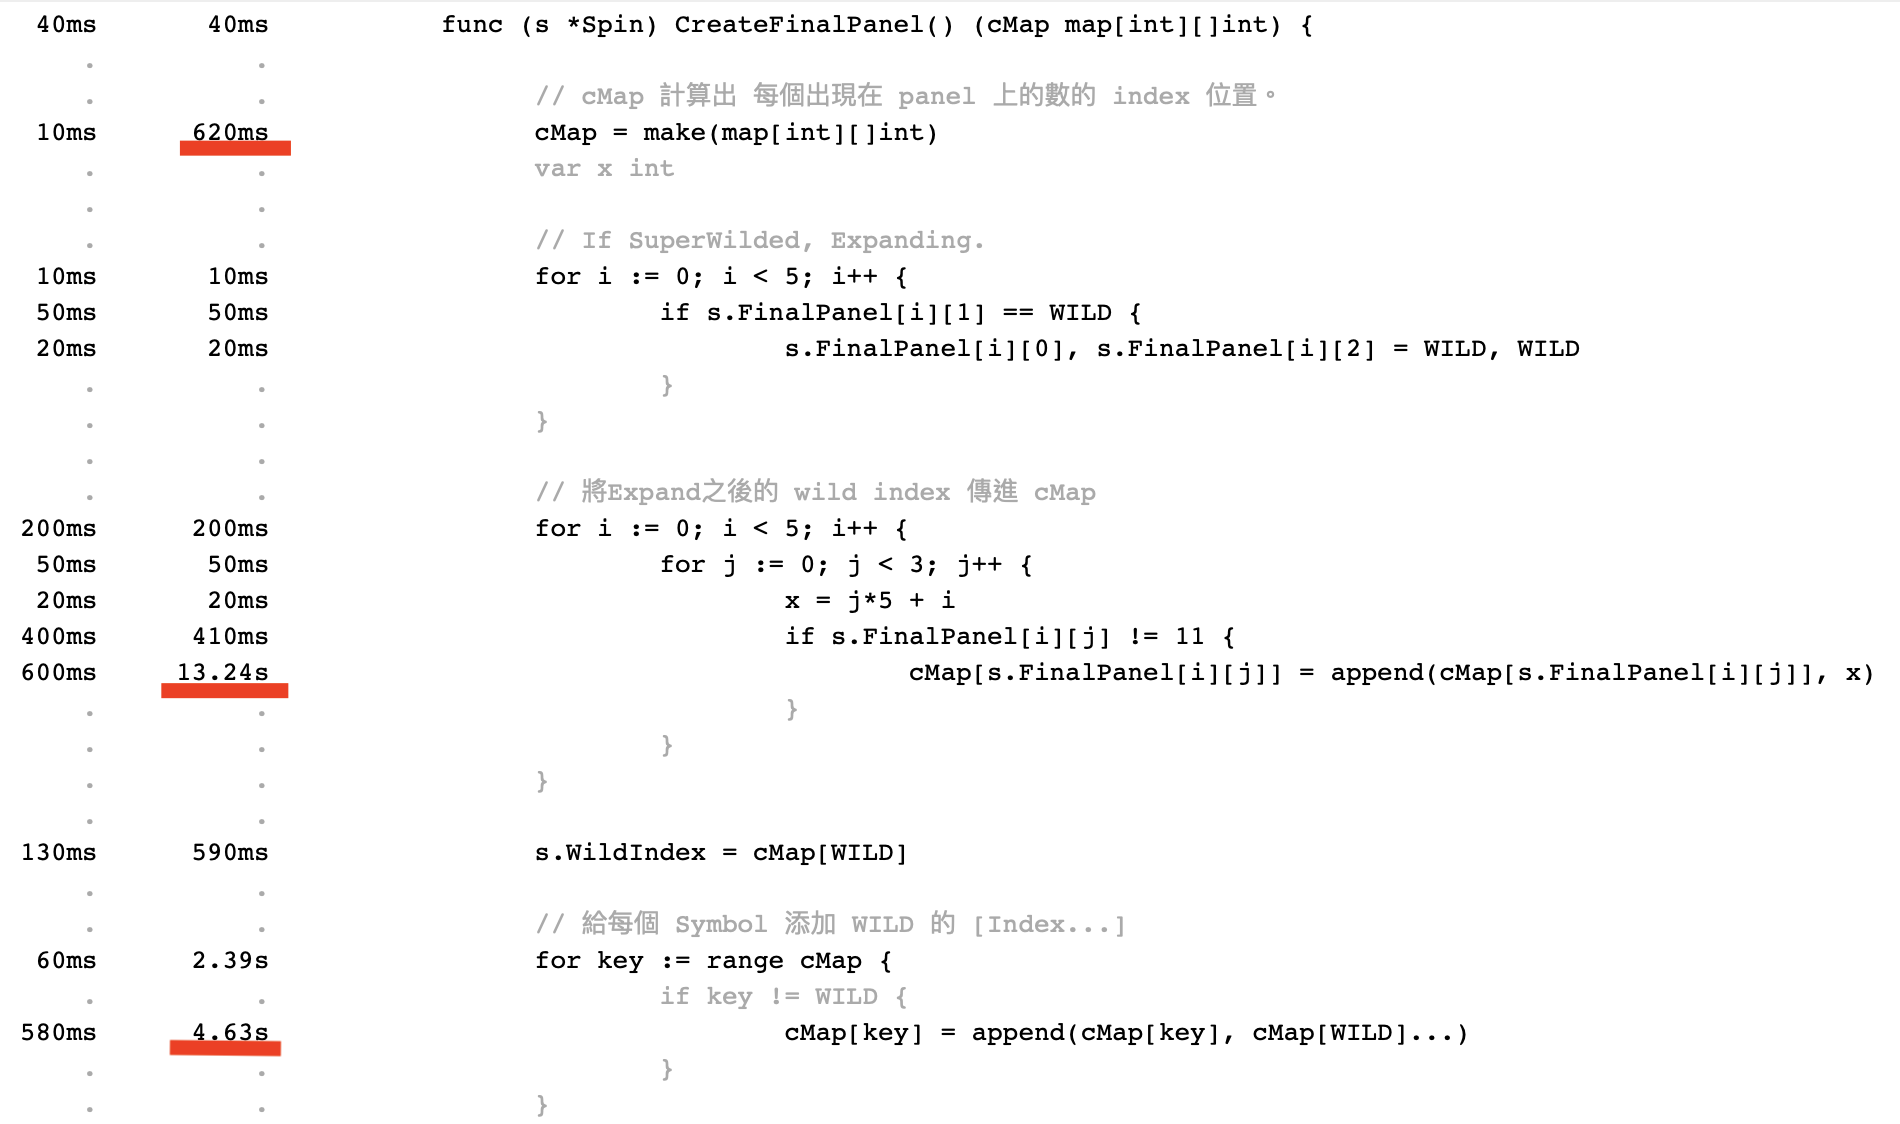 40ms 40ms func (s *Spin) CreateFinalPanel() (cMap map[int][]int) {
. .
. . // cMap 計算出 每個出現在 panel 上的數的 index 位置。
10ms 620ms cMap = make(map[int][]int)
. . var x int
. .
. . // If SuperWilded, Expanding.
10ms 10ms for i := 0; i < 5; i++ {
50ms 50ms if s.FinalPanel[i][1] == WILD {
20ms 20ms s.FinalPanel[i][0], s.FinalPanel[i][2] = WILD, WILD
. . }
. . }
. .
. . // 將Expand之後的 wild index 傳進 cMap
200ms 200ms for i := 0; i < 5; i++ {
50ms 50ms for j := 0; j < 3; j++ {
20ms 20ms x = j*5 + i
400ms 410ms if s.FinalPanel[i][j] != 11 {
600ms 13.24s cMap[s.FinalPanel[i][j]] = append(cMap[s.FinalPanel[i][j]], x)
. . }
. . }
. . }
. .
130ms 590ms s.WildIndex = cMap[WILD]
. .
. . // 給每個 Symbol 添加 WILD 的 [Index...]
60ms 2.39s for key := range cMap {
. . if key != WILD {
580ms 4.63s cMap[key] = append(cMap[key], cMap[WILD]...)
. . }
. . }